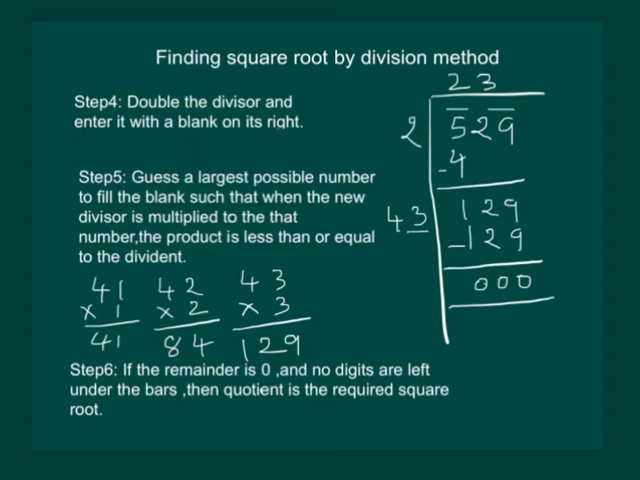 Finding square root by division method
Step4: Double the divisor and
enter it with a blank on its right.
Step5: Guess a largest possible number
to fill the blank such that when the new
divisor is multiplied to the that
number,the product is less than or equal
to the divident.
41 42 43
x 1 x 2 x 3
41 84 129
Step6: If the remainder is 0 ,and no digits are left
under the bars ,then quotient is the required square
root.
23
2 529
-4
43 129
-129
000